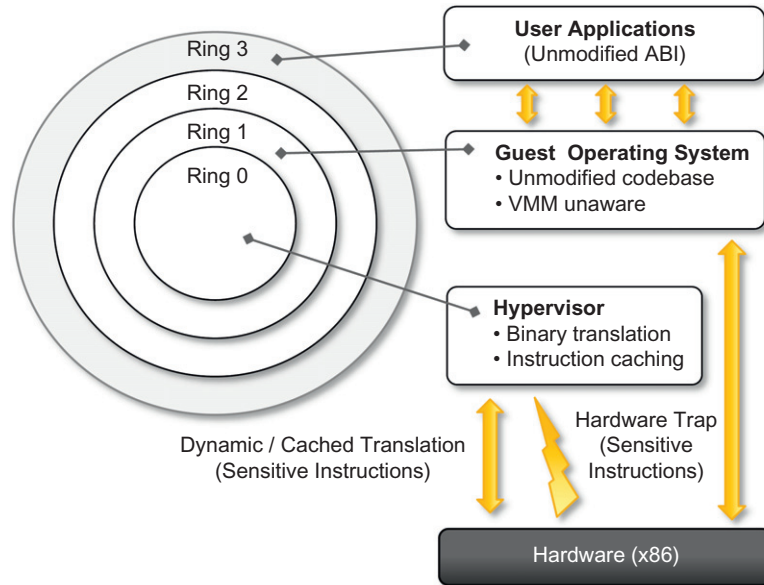 Ring 3
Ring 2
Ring 1
Ring 0
User Applications
(Unmodified ABI)
Guest Operating System
• Unmodified codebase
• VMM unaware
Hypervisor
• Binary translation
• Instruction caching
Dynamic / Cached Translation
(Sensitive Instructions)
Hardware Trap
(Sensitive
Instructions)
Hardware (x86)